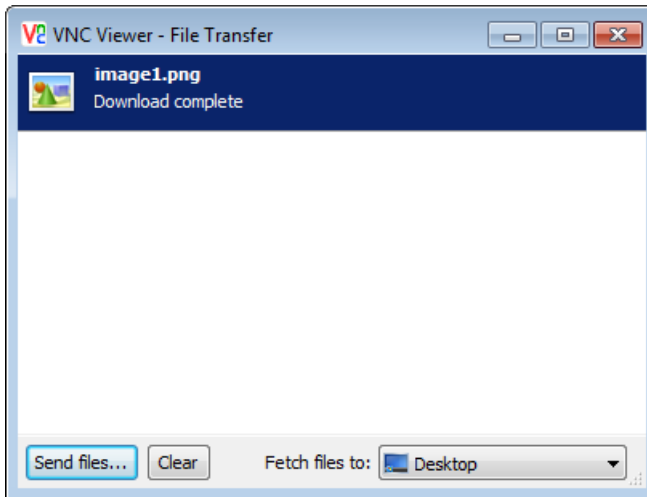 VNC Viewer - File Transfer
image1.png
Download complete
Send files... Clear Fetch files to: Desktop